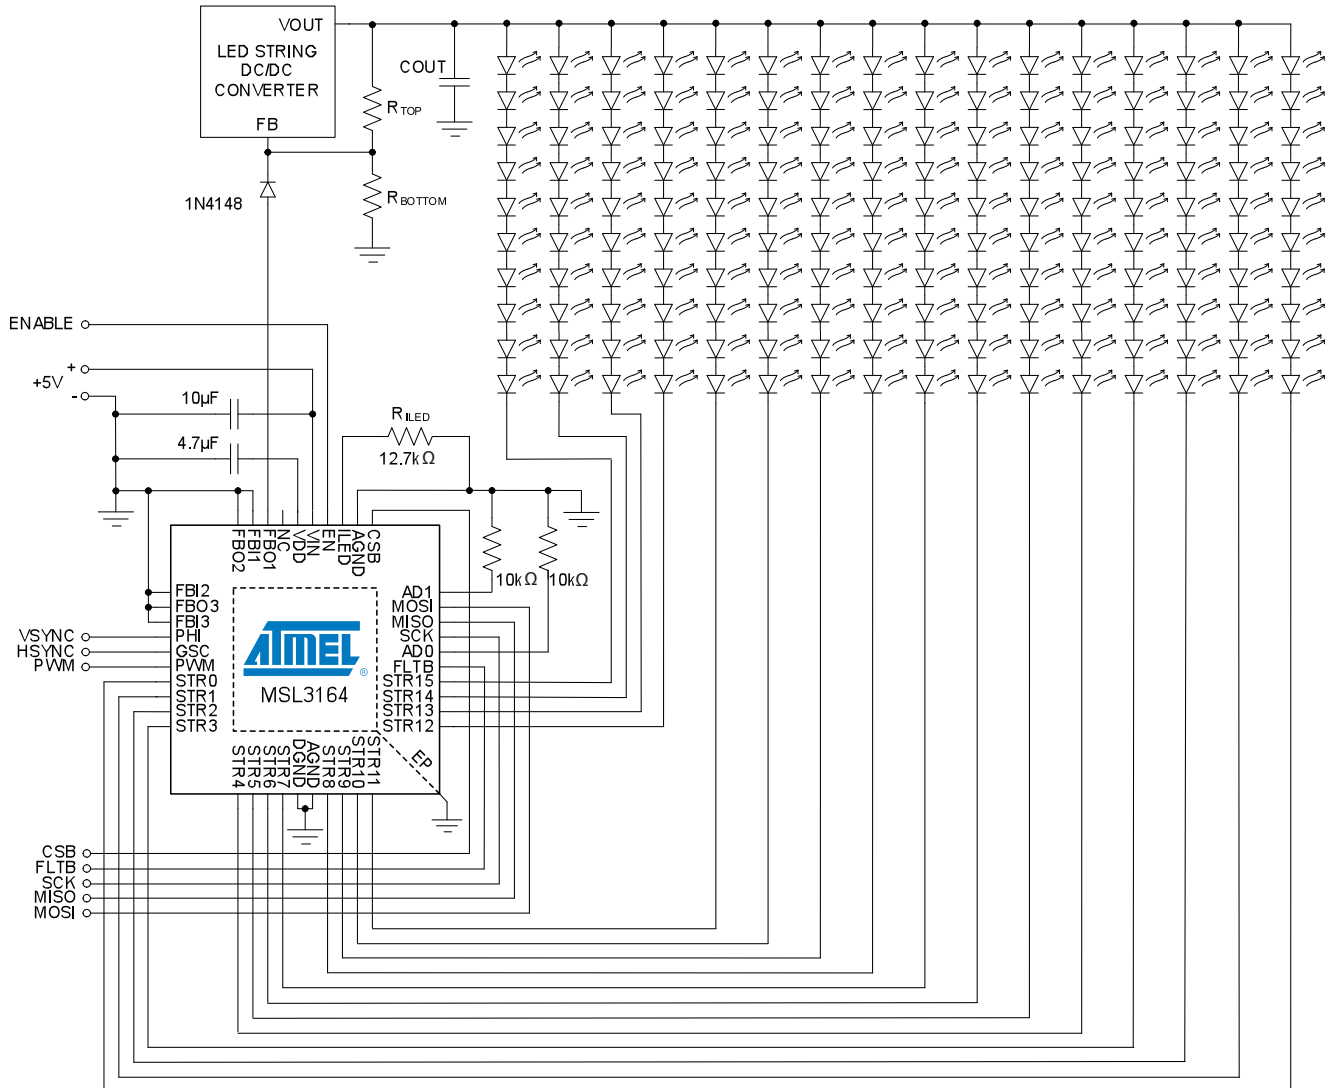 VOUT
LED STRING
DC/DC
CONVERTER
FB
COUT
RTOP
RBOTTOM
1N4148
ENABLE
+
+5V
-
10µF
4.7µF
RILED
12.7kΩ
10kΩ
10kΩ
FBO2
FBI1
FBO1
NC
VDD
VIN
EN
ILED
AGND
CSB
FBI2
FBO3
FBI3
PHI
GSC
PWM
STR0
STR1
STR2
STR3
VSYNC
HSYNC
PWM
AD1
MOSI
MISO
SCK
AD0
FLTB
STR15
STR14
STR13
STR12
ATMEL
®
MSL3164
STR4
STR5
STR6
STR7
DGND
AGND
STR8
STR9
STR10
STR11
EP
CSB
FLTB
SCK
MISO
MOSI